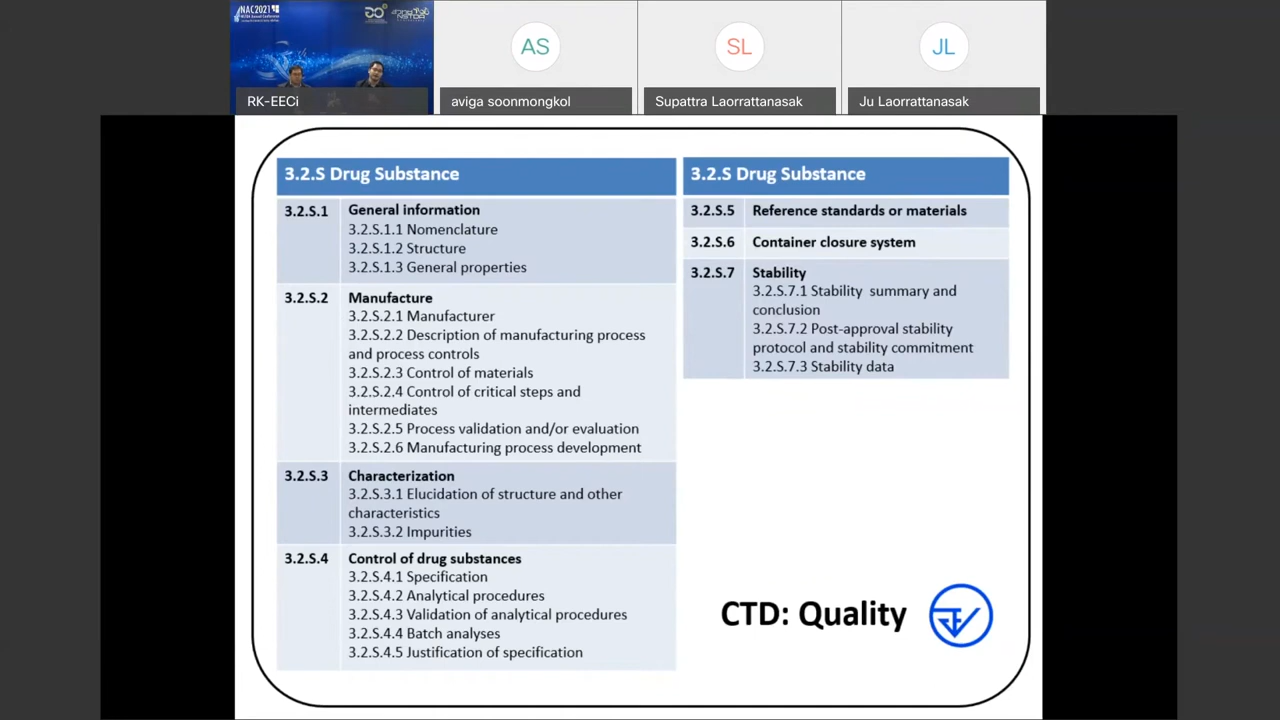 NAC2021
RK-EECi
AS
aviga soonmongkol
SL
Supattra Laorrattanasak
JL
Ju Laorrattanasak
3.2.S Drug Substance
3.2.S.1 General information
3.2.S.1.1 Nomenclature
3.2.S.1.2 Structure
3.2.S.1.3 General properties
3.2.S.2 Manufacture
3.2.S.2.1 Manufacturer
3.2.S.2.2 Description of manufacturing process
and process controls
3.2.S.2.3 Control of materials
3.2.S.2.4 Control of critical steps and
intermediates
3.2.S.2.5 Process validation and/or evaluation
3.2.S.2.6 Manufacturing process development
3.2.S.3 Characterization
3.2.S.3.1 Elucidation of structure and other
characteristics
3.2.S.3.2 Impurities
3.2.S.4 Control of drug substances
3.2.S.4.1 Specification
3.2.S.4.2 Analytical procedures
3.2.S.4.3 Validation of analytical procedures
3.2.S.4.4 Batch analyses
3.2.S.4.5 Justification of specification
3.2.S Drug Substance
3.2.S.5 Reference standards or materials
3.2.S.6 Container closure system
3.2.S.7 Stability
3.2.S.7.1 Stability summary and
conclusion
3.2.S.7.2 Post-approval stability
protocol and stability commitment
3.2.S.7.3 Stability data
CTD: Quality